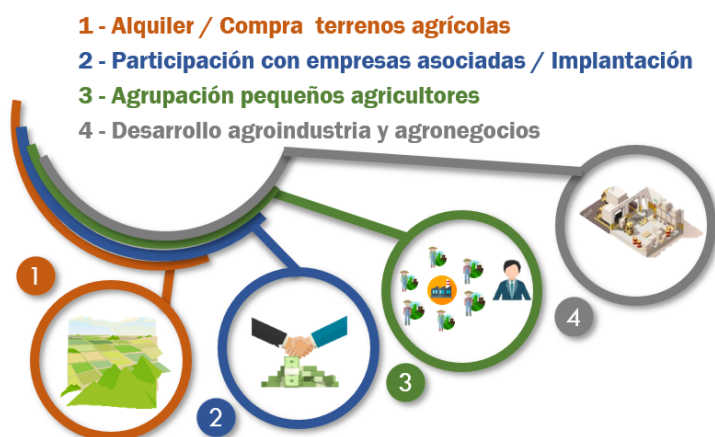 1 - Alquiler / Compra terrenos agrícolas
2 - Participación con empresas asociadas / Implantación
3 - Agrupación pequeños agricultores
4 - Desarrollo agroindustria y agronegocios
1
2
3
4